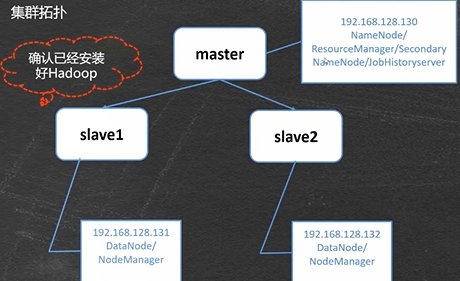 集群拓扑
确认已经安装
好Hadoop
master
192.168.128.130
NameNode/
ResourceManager/Secondary
NameNode/JobHistoryserver
slave1
slave2
192.168.128.131
DataNode/
NodeManager
192.168.128.132
DataNode/
NodeManager